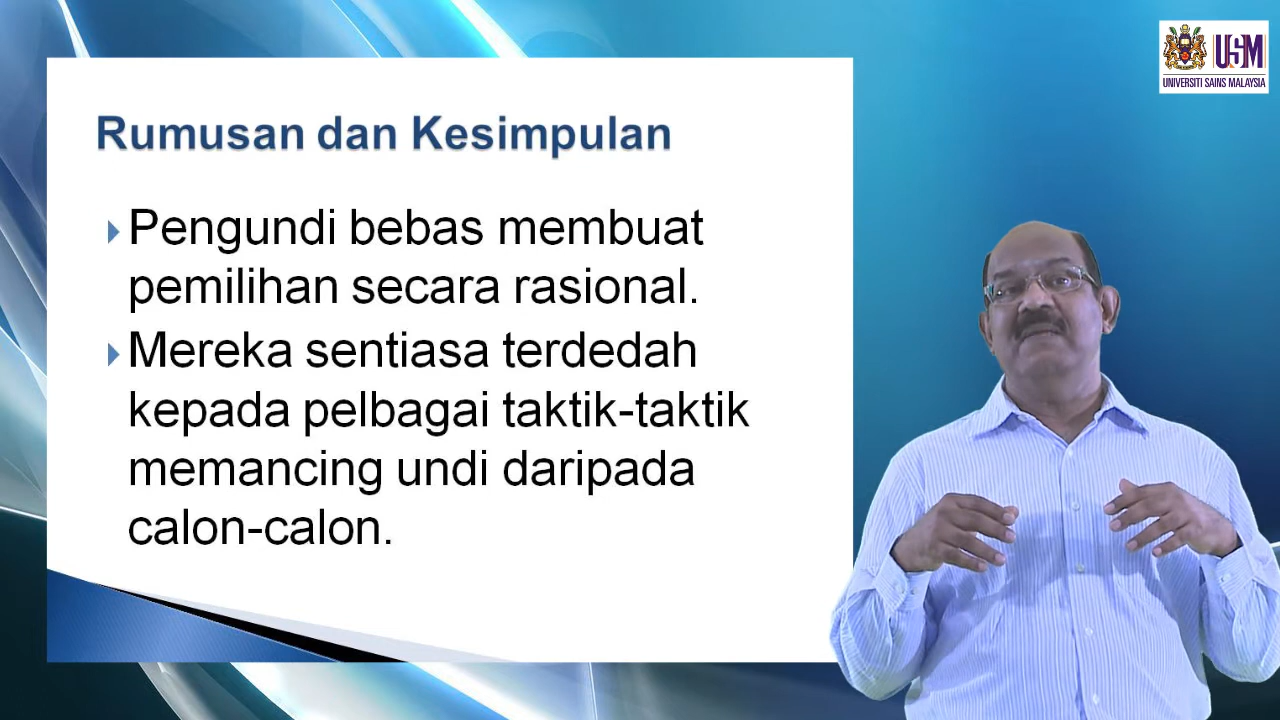 Rumusan dan Kesimpulan
Pengundi bebas membuat
pemilihan secara rasional.
Mereka sentiasa terdedah
kepada pelbagai taktik-taktik
memancing undi daripada
calon-calon.
USM
UNIVERSITI SAINS MALAYSIA